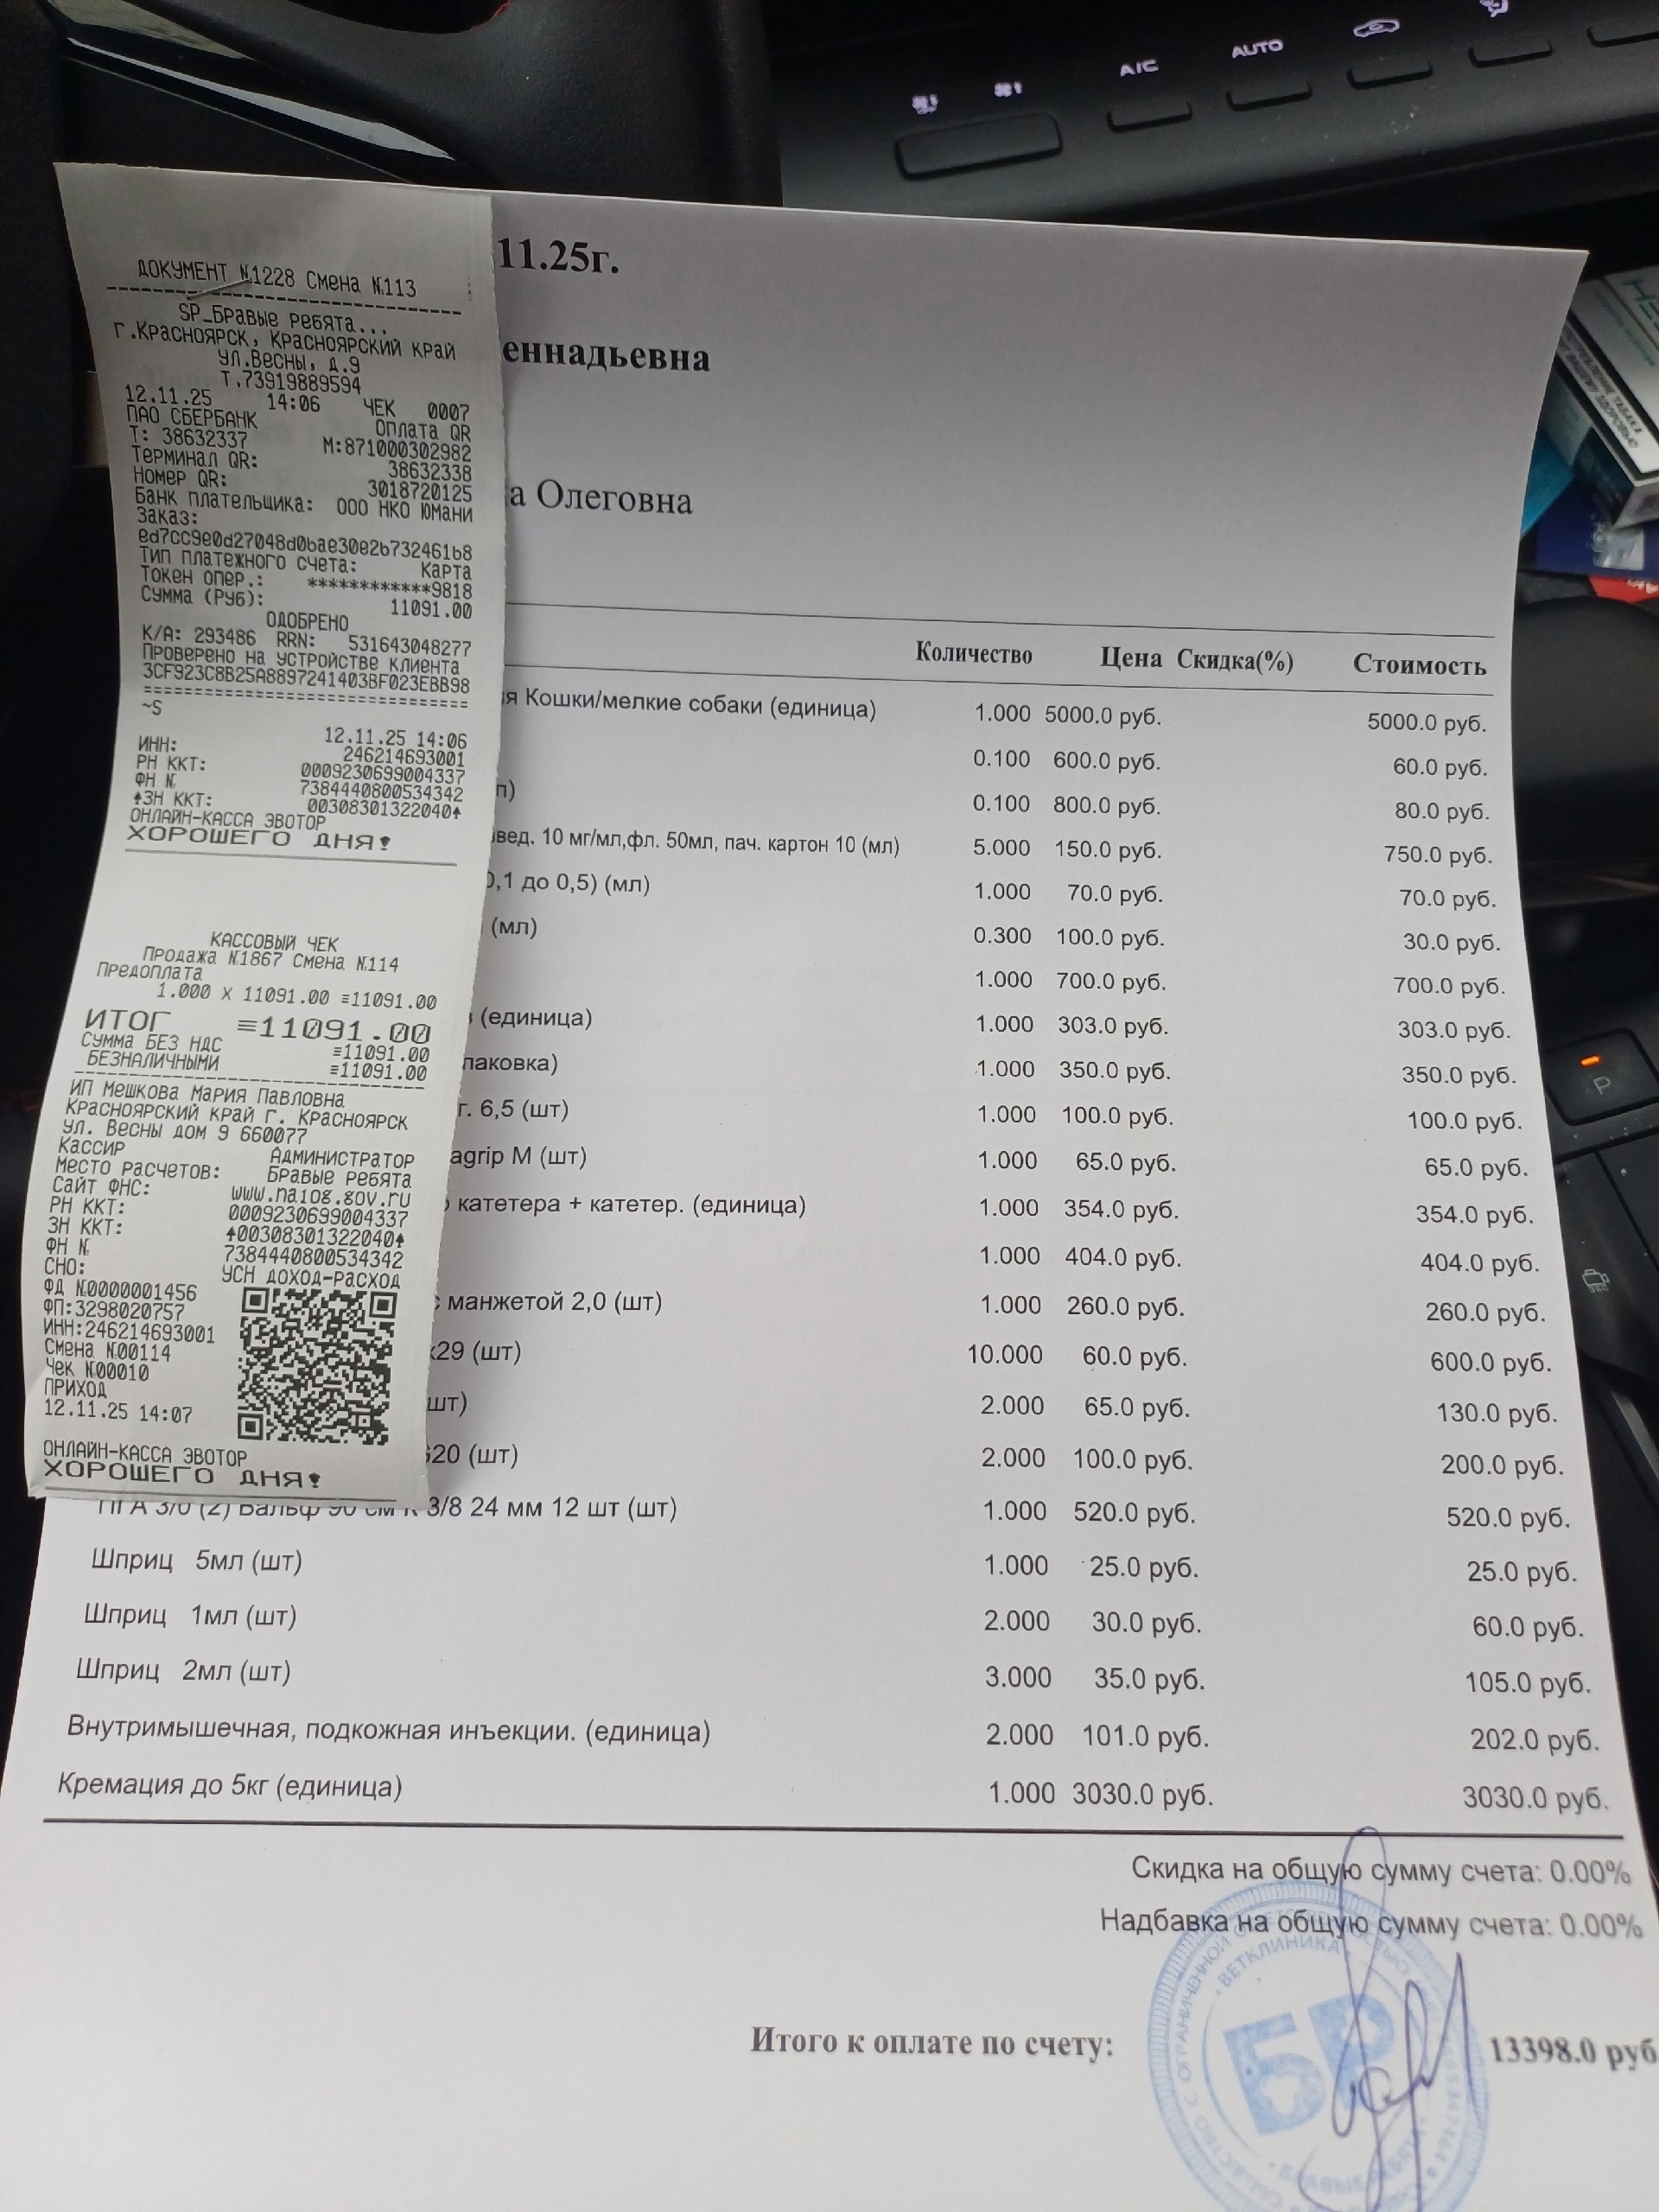 A/C
AUTO
ДОКУМЕНТ №1228 Смена №113
SP_Бравые ребята...
г.Красноярск, Красноярский край
ул.Весны, д.9
Т.73919889594
12.11.25 14:06 ЧЕК 0007
ПАО СБЕРБАНК Оплата QR
Т: 38632337 М:871000302982
Терминал QR: 38632338
Номер QR: 3018720125
Банк плательщика: ООО НКО ЮМани
Заказ:
ed7cc9e0d27048d0bae30e2b732461b8
Тип платежного счета: Карта
Токен опер.: ************9818
Сумма (Руб): 11091.00
ОДОБРЕНО
К/А: 293486 RRN: 531643048277
Проверено на устройстве клиента
3CF923C8B25A8897241403BF023EBB98
================================
~S
12.11.25 14:06
ИНН: 246214693001
РН ККТ: 0009230699004337
ФН № 7384440800534342
ЗН ККТ: 00308301322040
ОНЛАЙН-КАССА ЭВОТОР
ХОРОШЕГО ДНЯ!
КАССОВЫЙ ЧЕК
Продажа №1867 Смена №114
Предоплата
1.000 X 11091.00 ≡11091.00
ИТОГ ≡11091.00
Сумма БЕЗ НДС ≡11091.00
БЕЗНАЛИЧНЫМИ ≡11091.00
ИП Мешкова Мария Павловна
Красноярский край г. Красноярск
ул. Весны дом 9 660077
Кассир Администратор
Место расчетов: Бравые ребята
Сайт ФНС: www.nalog.gov.ru
РН ККТ: 0009230699004337
ЗН ККТ: 00308301322040
ФН № 7384440800534342
СНО: УСН ДОХОД-РАСХОД
ФД №0000001456
ФП:3298020757
ИНН:246214693001
Смена №00114
Чек №00010
ПРИХОД
12.11.25 14:07
ОНЛАЙН-КАССА ЭВОТОР
ХОРОШЕГО ДНЯ!
11.25г.
еннадьевна
а Олеговна
Количество Цена Скидка(%) Стоимость
я Кошки/мелкие собаки (единица) 1.000 5000.0 руб. 5000.0 руб.
0.100 600.0 руб. 60.0 руб.
л) 0.100 800.0 руб. 80.0 руб.
введ. 10 мг/мл,фл. 50мл, пач. картон 10 (мл) 5.000 150.0 руб. 750.0 руб.
0,1 до 0,5) (мл) 1.000 70.0 руб. 70.0 руб.
(мл) 0.300 100.0 руб. 30.0 руб.
1.000 700.0 руб. 700.0 руб.
(единица) 1.000 303.0 руб. 303.0 руб.
паковка) 1.000 350.0 руб. 350.0 руб.
г. 6,5 (шт) 1.000 100.0 руб. 100.0 руб.
agrip M (шт) 1.000 65.0 руб. 65.0 руб.
катетера + катетер. (единица) 1.000 354.0 руб. 354.0 руб.
1.000 404.0 руб. 404.0 руб.
с манжетой 2,0 (шт) 1.000 260.0 руб. 260.0 руб.
х29 (шт) 10.000 60.0 руб. 600.0 руб.
шт) 2.000 65.0 руб. 130.0 руб.
G20 (шт) 2.000 100.0 руб. 200.0 руб.
ПГА 3/0 (2) Вальф 90 см К 3/8 24 мм 12 шт (шт) 1.000 520.0 руб. 520.0 руб.
Шприц 5мл (шт) 1.000 25.0 руб. 25.0 руб.
Шприц 1мл (шт) 2.000 30.0 руб. 60.0 руб.
Шприц 2мл (шт) 3.000 35.0 руб. 105.0 руб.
Внутримышечная, подкожная инъекции. (единица) 2.000 101.0 руб. 202.0 руб.
Кремация до 5кг (единица) 1.000 3030.0 руб. 3030.0 руб.
Скидка на общую сумму счета: 0.00%
Надбавка на общую сумму счета: 0.00%
Итого к оплате по счету: 13398.0 руб
ВЕТКЛИНИКА
БР
P